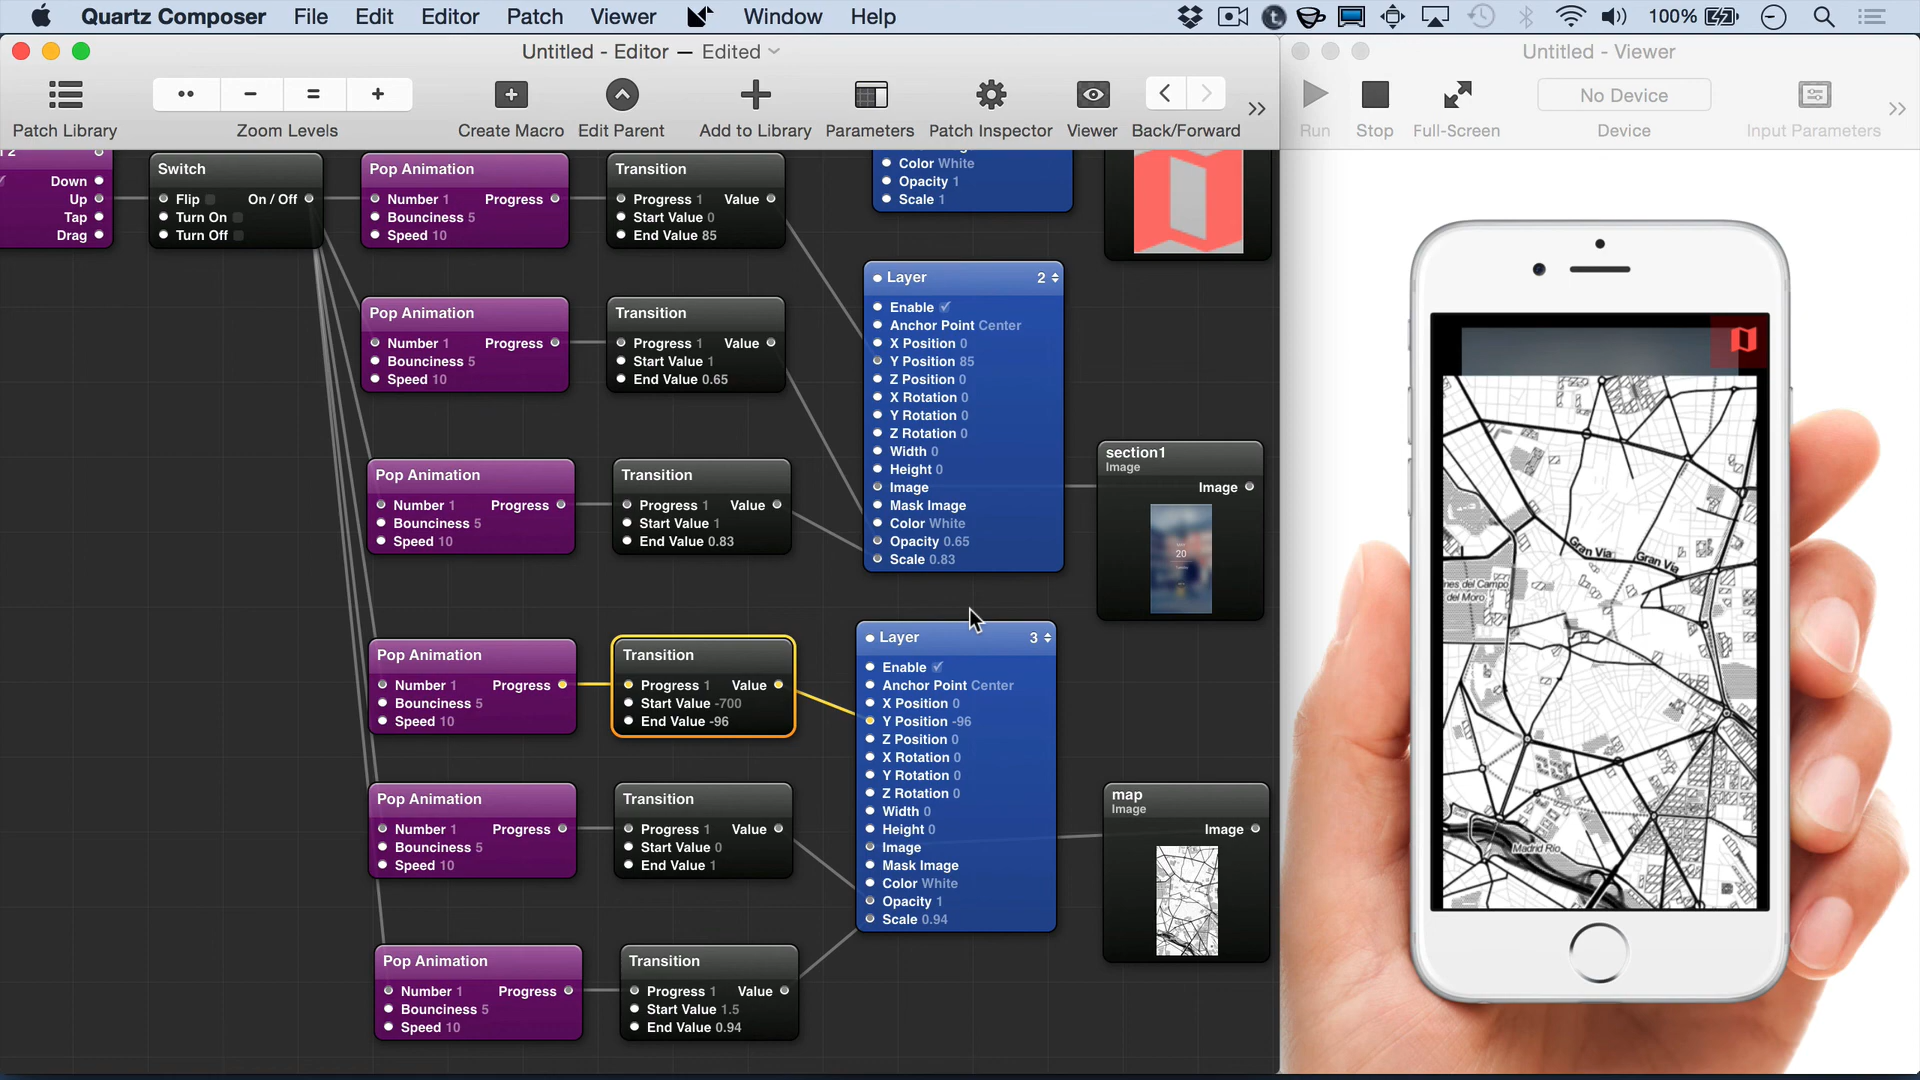 Quartz Composer File Edit Editor Patch Viewer Window Help 100%
Untitled - Editor — Edited
Patch Library Zoom Levels Create Macro Edit Parent Add to Library Parameters Patch Inspector Viewer Back/Forward
Untitled - Viewer
No Device
Run Stop Full-Screen Device Input Parameters
Down
Up
Tap
Drag
Switch
Flip On / Off
Turn On
Turn Off
Pop Animation
Number 1 Progress
Bounciness 5
Speed 10
Transition
Progress 1 Value
Start Value 0
End Value 85
Color White
Opacity 1
Scale 1
Pop Animation
Number 1 Progress
Bounciness 5
Speed 10
Transition
Progress 1 Value
Start Value 1
End Value 0.65
Layer 2
Enable
Anchor Point Center
X Position 0
Y Position 85
Z Position 0
X Rotation 0
Y Rotation 0
Z Rotation 0
Width 0
Height 0
Image
Mask Image
Color White
Opacity 0.65
Scale 0.83
section1
Image
Image
20
Pop Animation
Number 1 Progress
Bounciness 5
Speed 10
Transition
Progress 1 Value
Start Value 1
End Value 0.83
Pop Animation
Number 1 Progress
Bounciness 5
Speed 10
Transition
Progress 1 Value
Start Value -700
End Value -96
Layer 3
Enable
Anchor Point Center
X Position 0
Y Position -96
Z Position 0
X Rotation 0
Y Rotation 0
Z Rotation 0
Width 0
Height 0
Image
Mask Image
Color White
Opacity 1
Scale 0.94
map
Image
Image
Pop Animation
Number 1 Progress
Bounciness 5
Speed 10
Transition
Progress 1 Value
Start Value 0
End Value 1
Pop Animation
Number 1 Progress
Bounciness 5
Speed 10
Transition
Progress 1 Value
Start Value 1.5
End Value 0.94
Gran Via
Gran Via
nes del Campo
del Moro
Madrid Rio